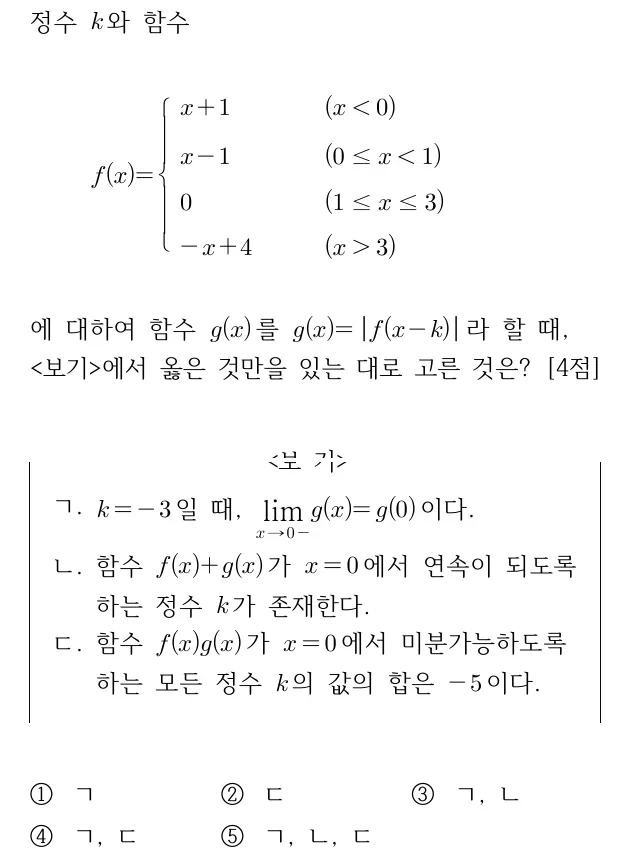 정수 k와 함수
x+1 (x<0)
x-1 (0≤x<1)
f(x)=
0 (1≤x≤3)
-x+4 (x>3)
에 대하여 함수 g(x)를 g(x)=|f(x-k)|라 할 때,
<보기>에서 옳은 것만을 있는 대로 고른 것은? [4점]
<보 기>
ㄱ. k=-3일 때, lim g(x)=g(0)이다.
x→0-
ㄴ. 함수 f(x)+g(x)가 x=0에서 연속이 되도록
하는 정수 k가 존재한다.
ㄷ. 함수 f(x)g(x)가 x=0에서 미분가능하도록
하는 모든 정수 k의 값의 합은 -5이다.
① ㄱ ② ㄷ ③ ㄱ, ㄴ
④ ㄱ, ㄷ ⑤ ㄱ, ㄴ, ㄷ